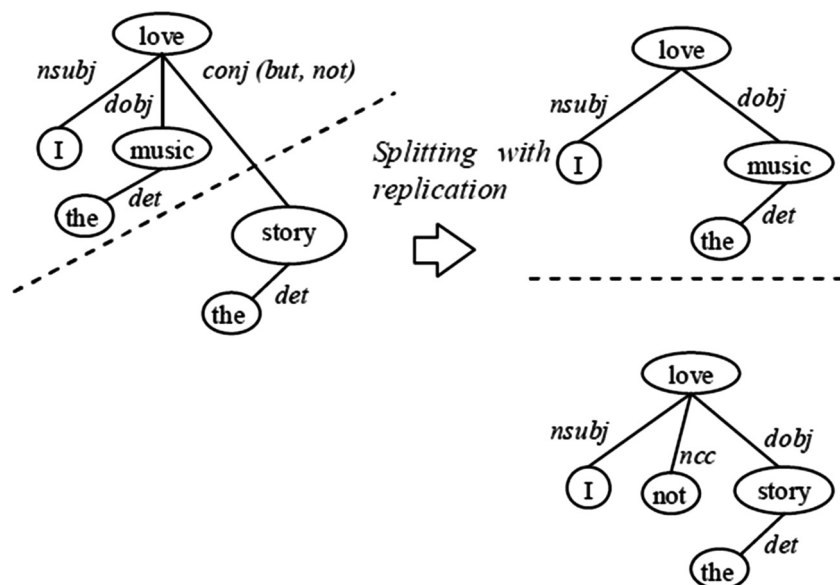 love
nsubj
dobj
conj (but, not)
I
music
the
det
story
the
det
Splitting with
replication
love
nsubj
dobj
I
music
the
det
love
nsubj
ncc
dobj
I
not
story
the
det